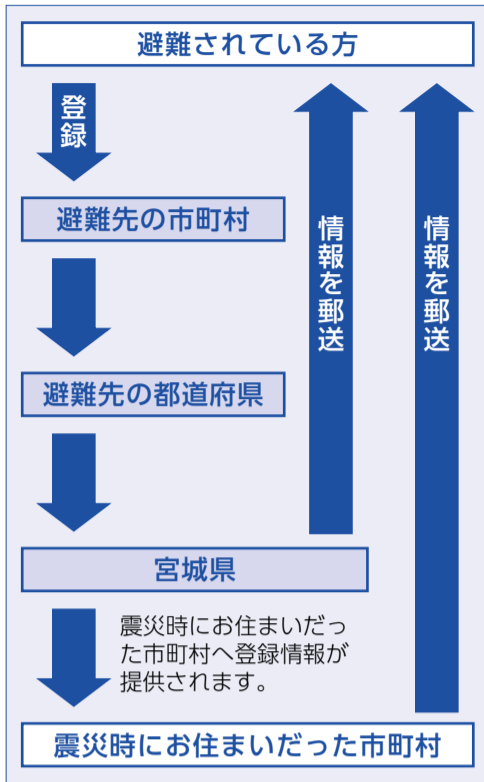 避難されている方
登録
避難先の市町村
情報を郵送
情報を郵送
避難先の都道府県
宮城県
震災時にお住まいだっ
た市町村へ登録情報が
提供されます。
震災時にお住まいだった市町村